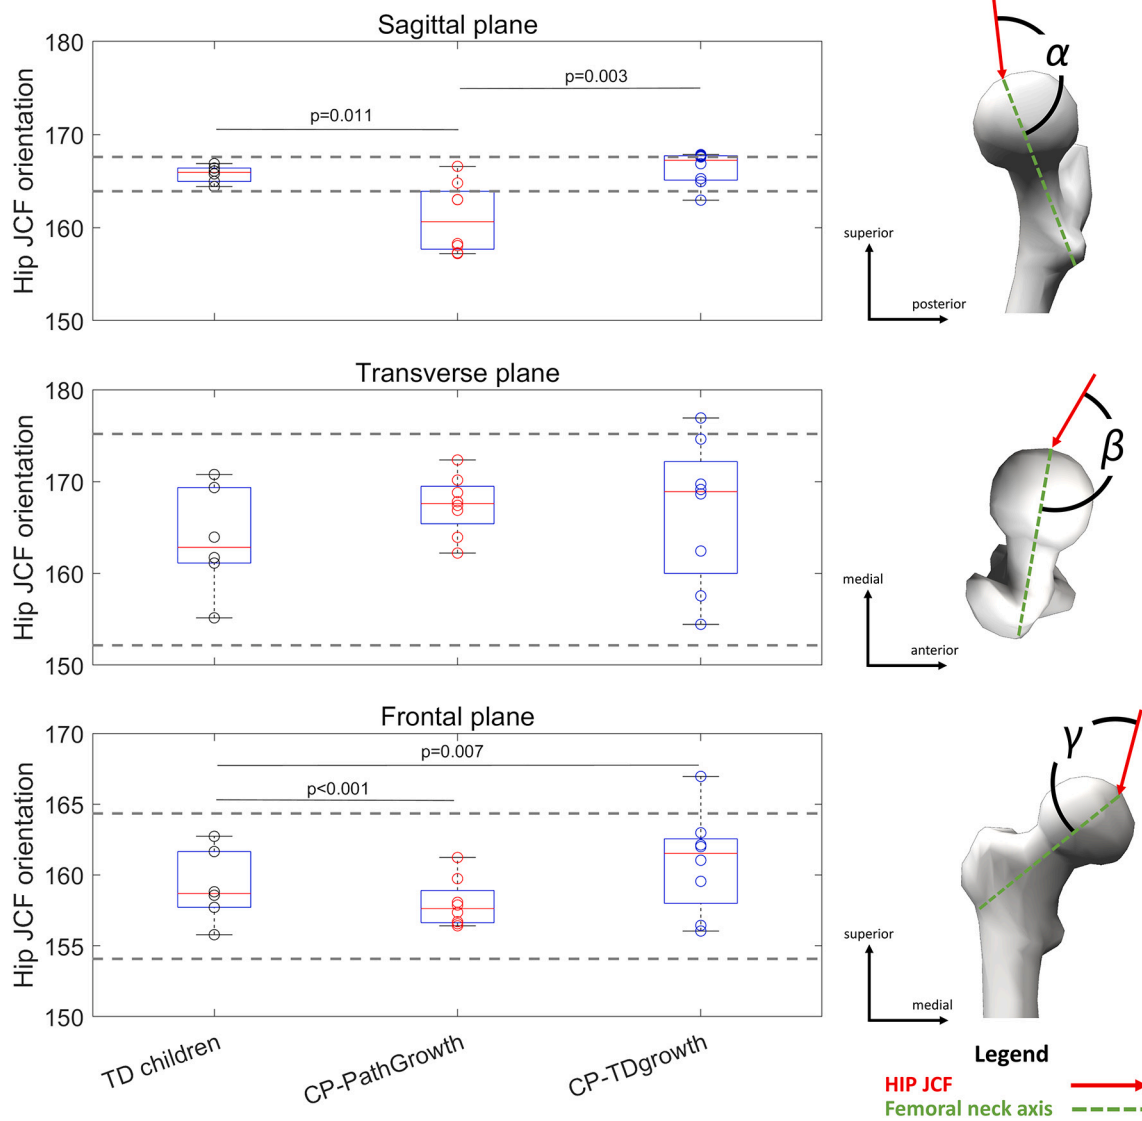 Sagittal plane
180
170
160
150
Hip JCF orientation
p=0.011
p=0.003
α
superior
posterior
Transverse plane
180
170
160
150
Hip JCF orientation
β
medial
anterior
Frontal plane
170
165
160
155
150
Hip JCF orientation
p=0.007
p<0.001
γ
superior
medial
TD children
CP-PathGrowth
CP-TDgrowth
Legend
HIP JCF
Femoral neck axis